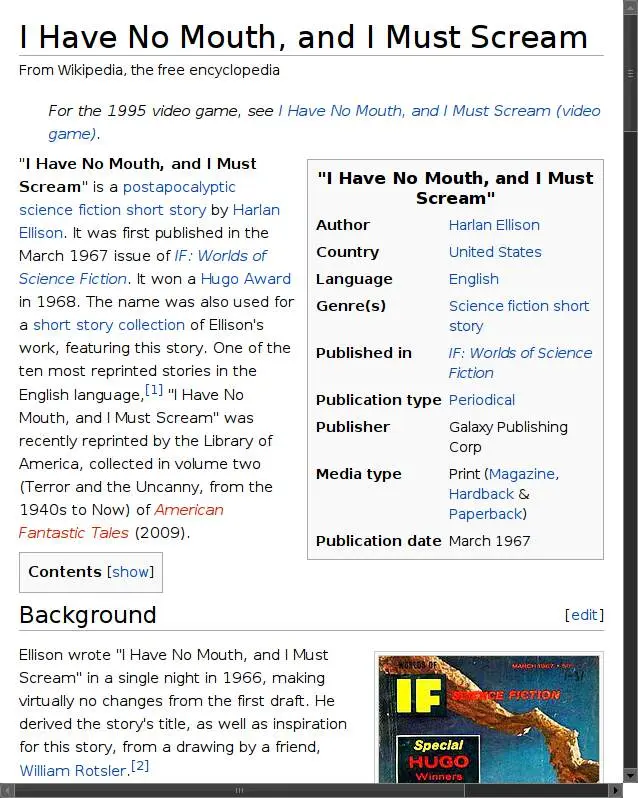 I Have No Mouth, and I Must Scream
From Wikipedia, the free encyclopedia
For the 1995 video game, see I Have No Mouth, and I Must Scream (video
game).
"I Have No Mouth, and I Must
Scream" is a postapocalyptic
science fiction short story by Harlan
Ellison. It was first published in the
March 1967 issue of IF: Worlds of
Science Fiction. It won a Hugo Award
in 1968. The name was also used for
a short story collection of Ellison's
work, featuring this story. One of the
ten most reprinted stories in the
English language,[1] "I Have No
Mouth, and I Must Scream" was
recently reprinted by the Library of
America, collected in volume two
(Terror and the Uncanny, from the
1940s to Now) of American
Fantastic Tales (2009).
"I Have No Mouth, and I Must
Scream"
Author Harlan Ellison
Country United States
Language English
Genre(s) Science fiction short
story
Published in IF: Worlds of Science
Fiction
Publication type Periodical
Publisher Galaxy Publishing
Corp
Media type Print (Magazine,
Hardback &
Paperback)
Publication date March 1967
Contents [show]
Background [edit]
Ellison wrote "I Have No Mouth, and I Must
Scream" in a single night in 1966, making
virtually no changes from the first draft. He
derived the story's title, as well as inspiration
for this story, from a drawing by a friend,
William Rotsler.[2]
WORLDS OF
MARCH 1967
IF SCIENCE FICTION
Special
HUGO
Winners